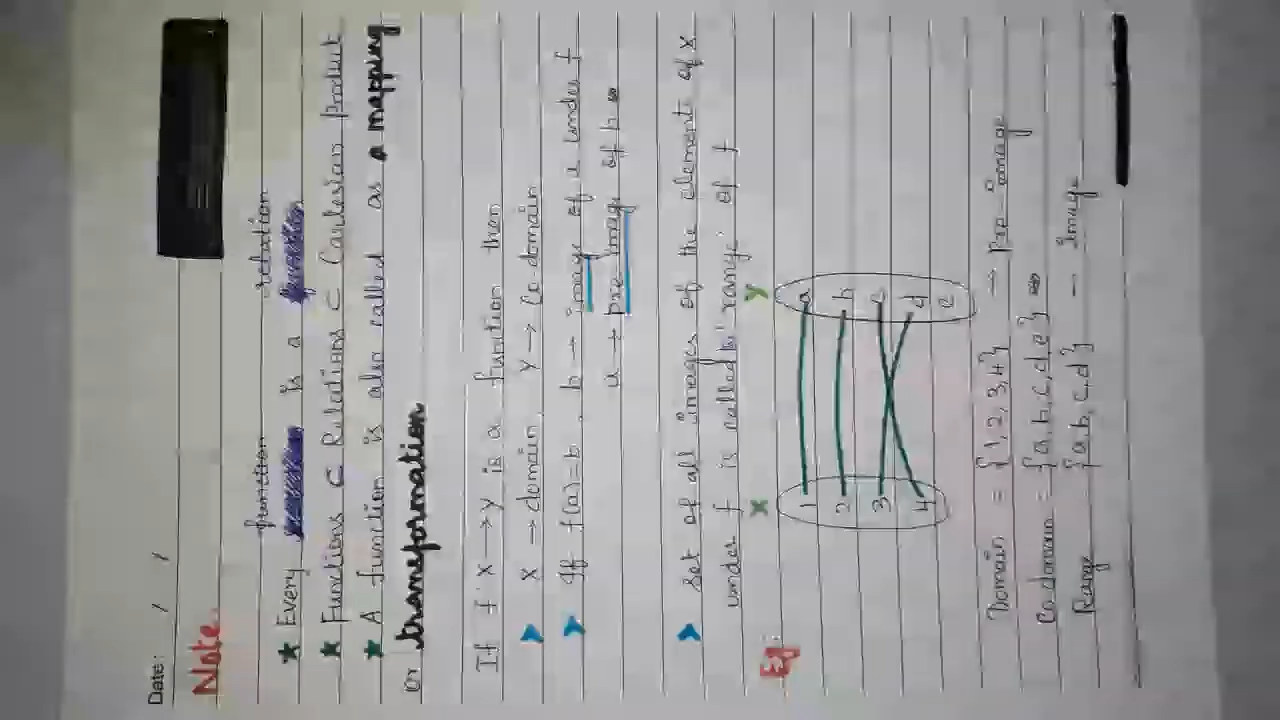 Date: / /
Note
function relation
★ Every is a
★ Functions ⊂ Relations ⊂ Cartesian Product
★ A function is also called as a mapping
or transformation
If f: X → y is a function then
➤ X → domain y → Co-domain
➤ If f(a) = b, b → image of a under f
a → pre-image of b
➤ Set of all images of the element of X
under f is called 'range' of f
Eg:
X y
1 a
2 b
3 c
4 d
e
Domain = {1, 2, 3, 4} → pre-image
Co domain = {a, b, c, d, e}
Range {a, b, c, d} - image